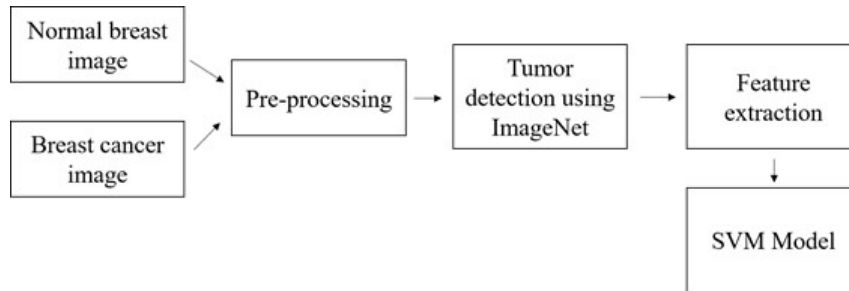 Normal breast
image
Breast cancer
image
Pre-processing
Tumor
detection using
ImageNet
Feature
extraction
SVM Model